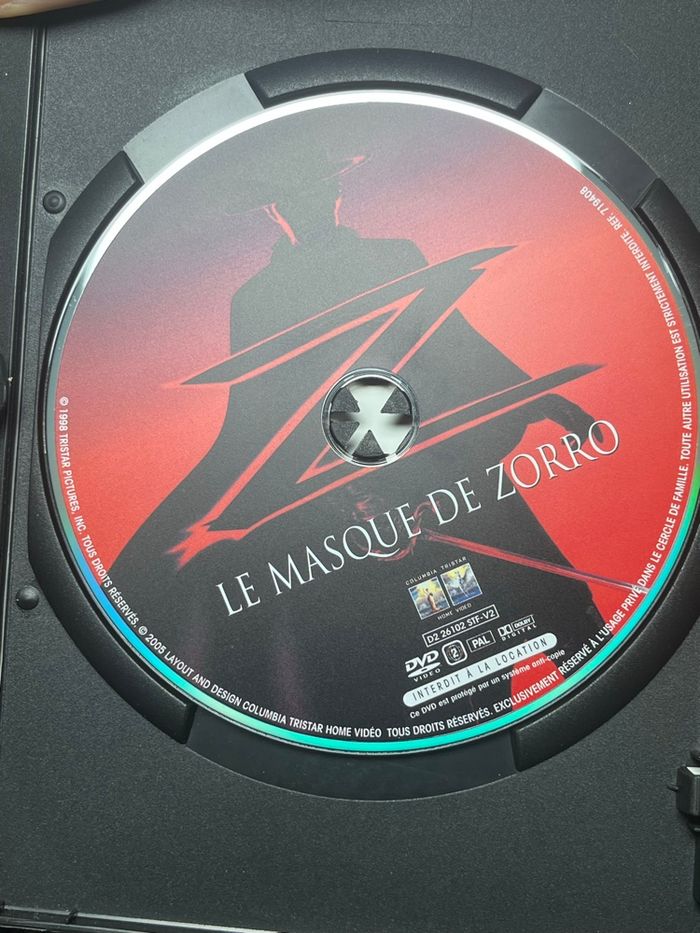 LE MASQUE DE ZORRO
COLUMBIA TRISTAR
HOME VIDEO
D2 26102 STF-V2
DVD
VIDEO
2
PAL
DOLBY
DIGITAL
INTERDIT A LA LOCATION
Ce DVD est protégé par un système anti-copie
© 1998 TRISTAR PICTURES, INC. TOUS DROITS RÉSERVÉS. © 2005 LAYOUT AND DESIGN COLUMBIA TRISTAR HOME VIDÉO TOUS DROITS RÉSERVÉS. EXCLUSIVEMENT RÉSERVÉ À L'USAGE PRIVÉ DANS LE CERCLE DE FAMILLE. TOUTE AUTRE UTILISATION EST STRICTEMENT INTERDITE. REF. 719408